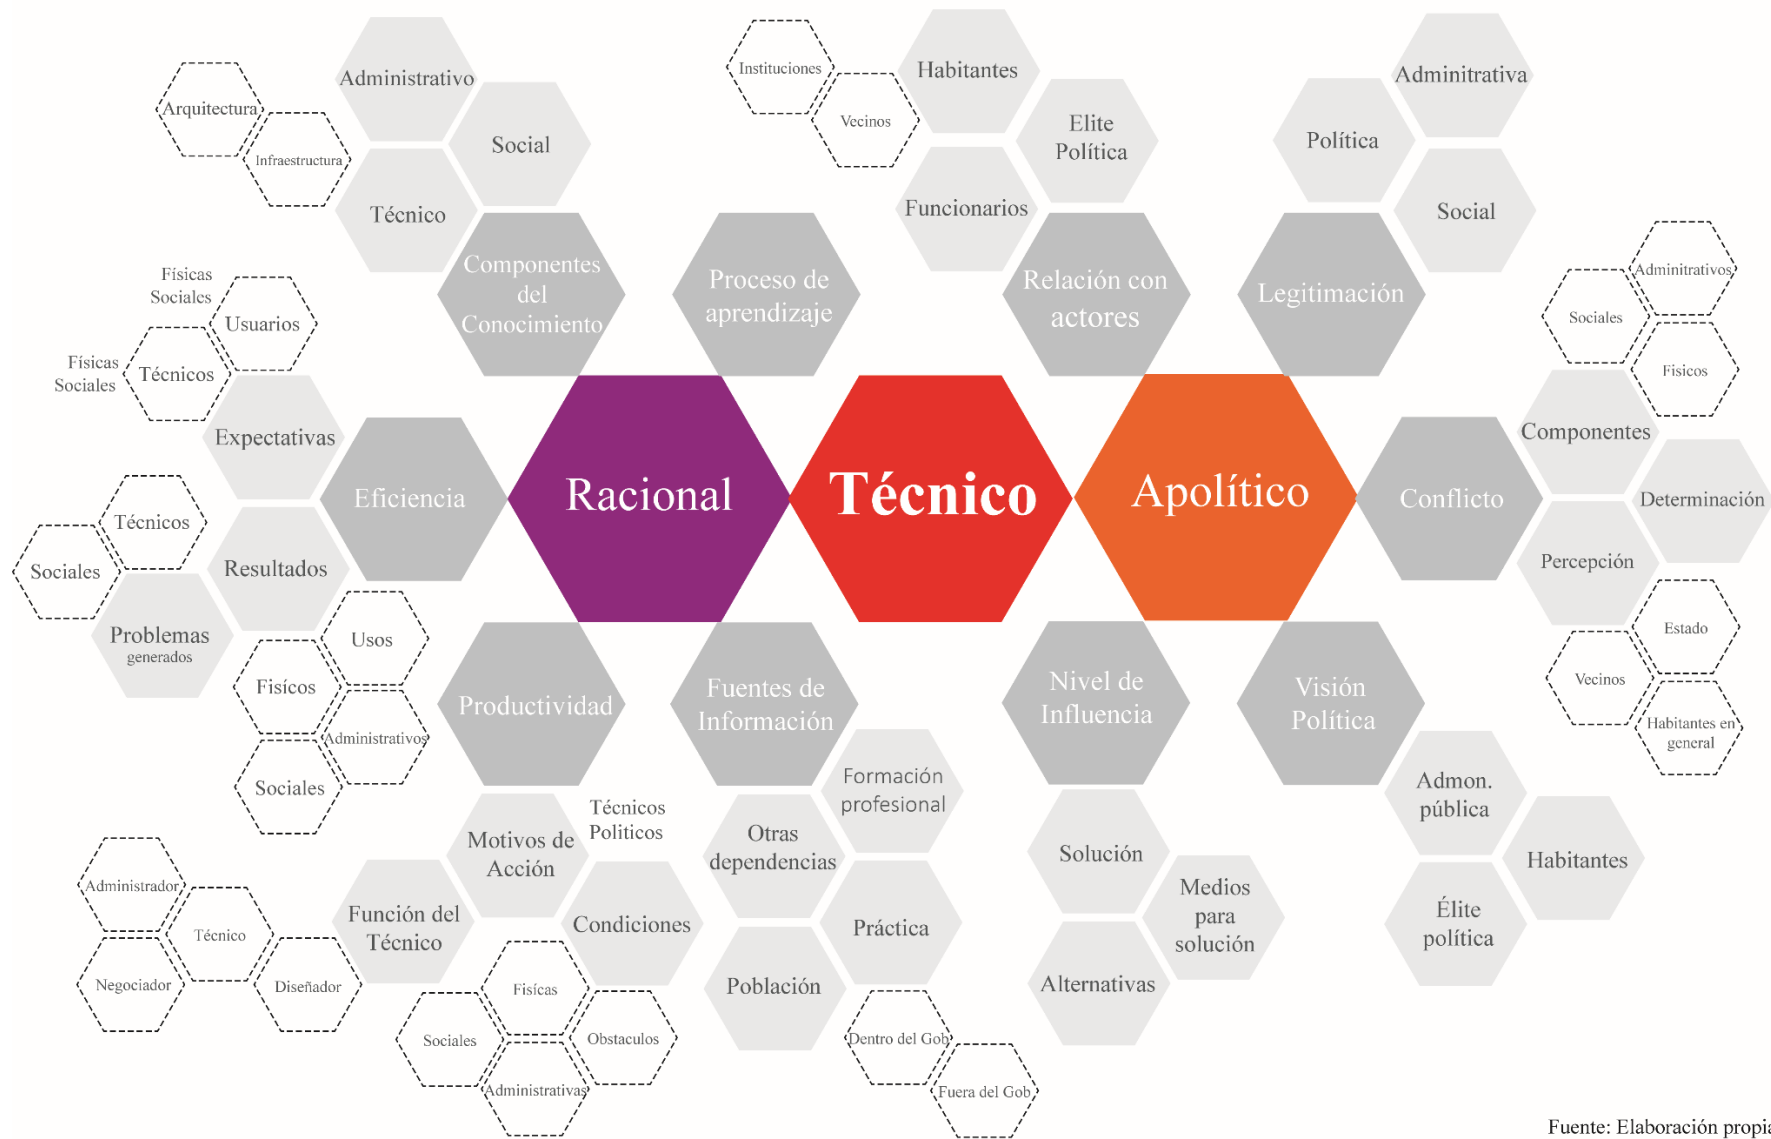 Administrativo
Arquitectura
Infraestructura
Social
Técnico
Componentes
del
Conocimiento
Proceso de
aprendizaje
Instituciones
Vecinos
Habitantes
Elite
Política
Funcionarios
Relación con
actores
Adminitrativa
Política
Social
Legitimación
Físicas
Sociales
Usuarios
Físicas
Sociales
Técnicos
Expectativas
Eficiencia
Técnicos
Sociales
Resultados
Problemas
generados
Usos
Fisícos
Administrativos
Sociales
Racional
Técnico
Apolítico
Adminitrativos
Sociales
Fisicos
Componentes
Conflicto
Determinación
Percepción
Estado
Vecinos
Habitantes en
general
Productividad
Fuentes de
Información
Nivel de
Influencia
Visión
Política
Técnicos
Politicos
Motivos de
Acción
Función del
Técnico
Condiciones
Administrador
Técnico
Negociador
Diseñador
Fisícas
Sociales
Obstaculos
Administrativas
Formación
profesional
Otras
dependencias
Práctica
Población
Dentro del Gob
Fuera del Gob
Solución
Medios
para
solución
Alternativas
Admon.
pública
Habitantes
Élite
política
Fuente: Elaboración propia